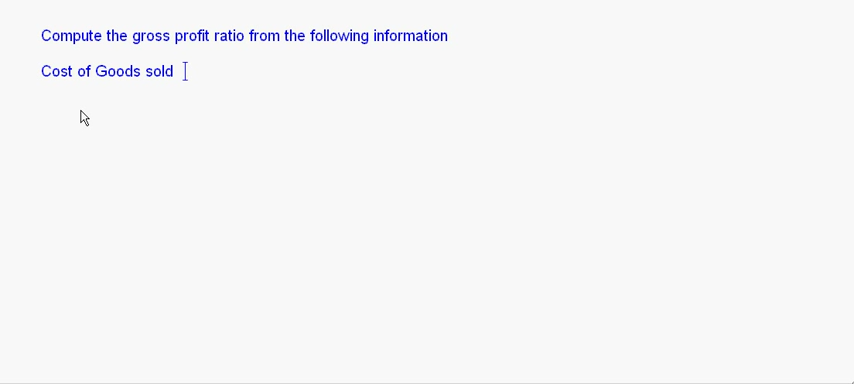 Compute the gross profit ratio from the following information
Cost of Goods sold